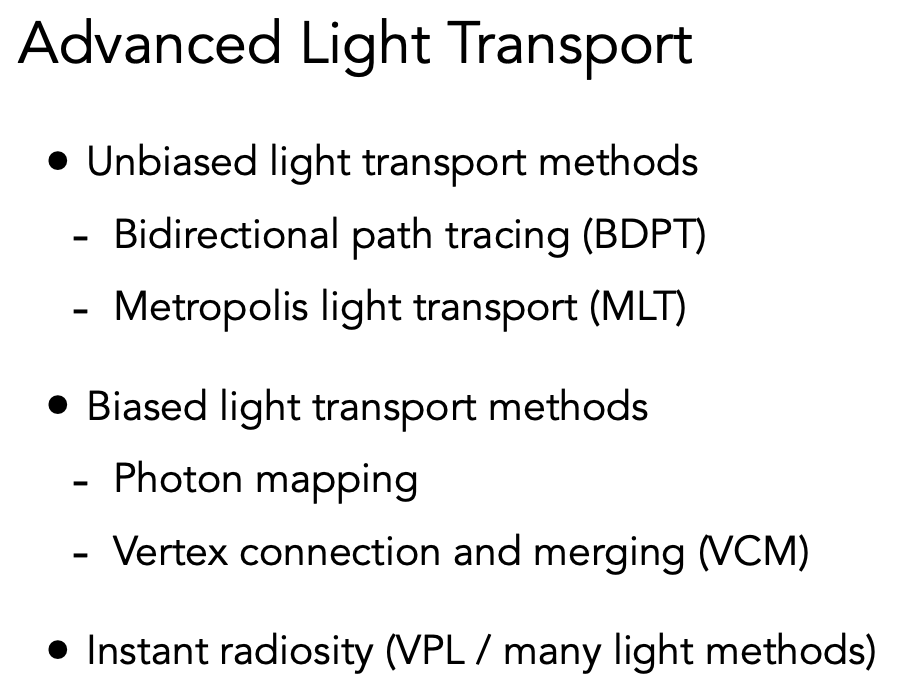 Advanced Light Transport
• Unbiased light transport methods
- Bidirectional path tracing (BDPT)
- Metropolis light transport (MLT)
• Biased light transport methods
- Photon mapping
- Vertex connection and merging (VCM)
• Instant radiosity (VPL / many light methods)